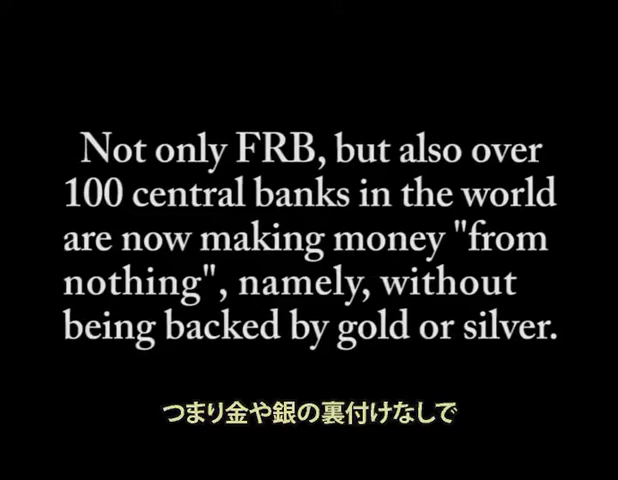 Not only FRB, but also over
100 central banks in the world
are now making money "from
nothing", namely, without
being backed by gold or silver.
つまり金や銀の裏付けなしで